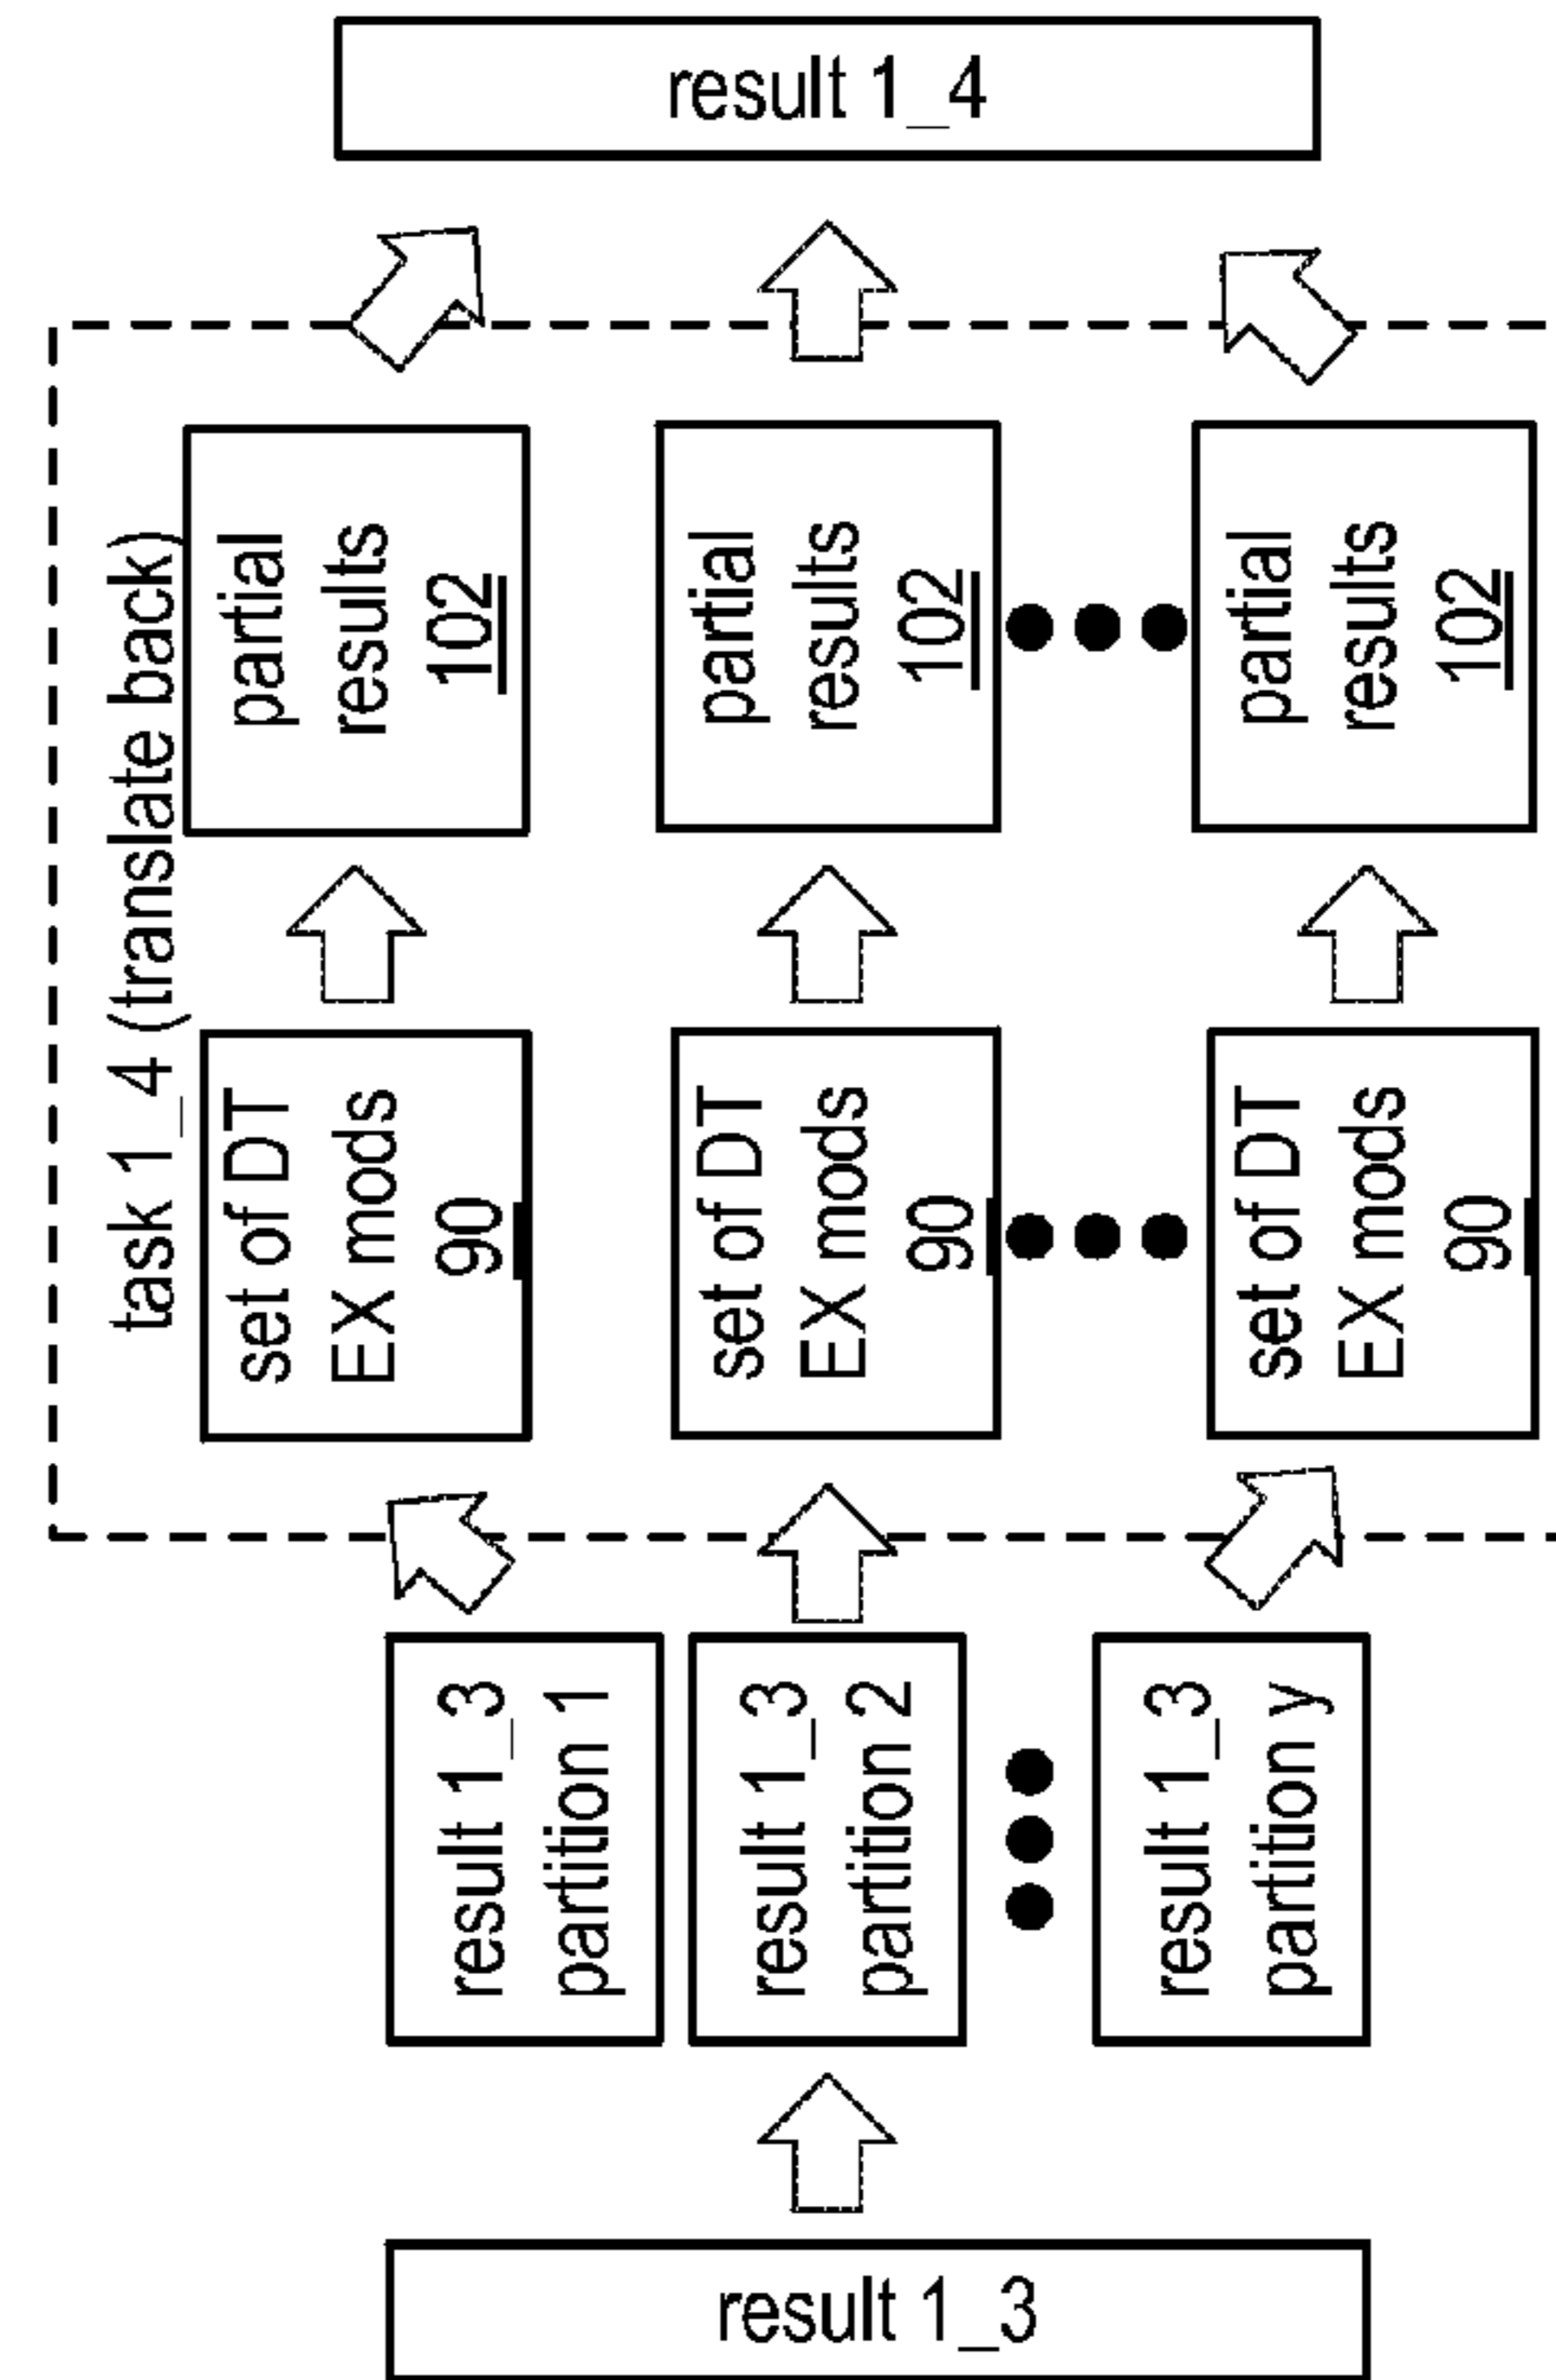 result 1_4
task 1_4 (translate back)
partial
results
102
partial
results
102
partial
results
102
set of DT
EX mods
90
set of DT
EX mods
90
set of DT
EX mods
90
result 1_3
partition 1
result 1_3
partition 2
result 1_3
partition y
result 1_3